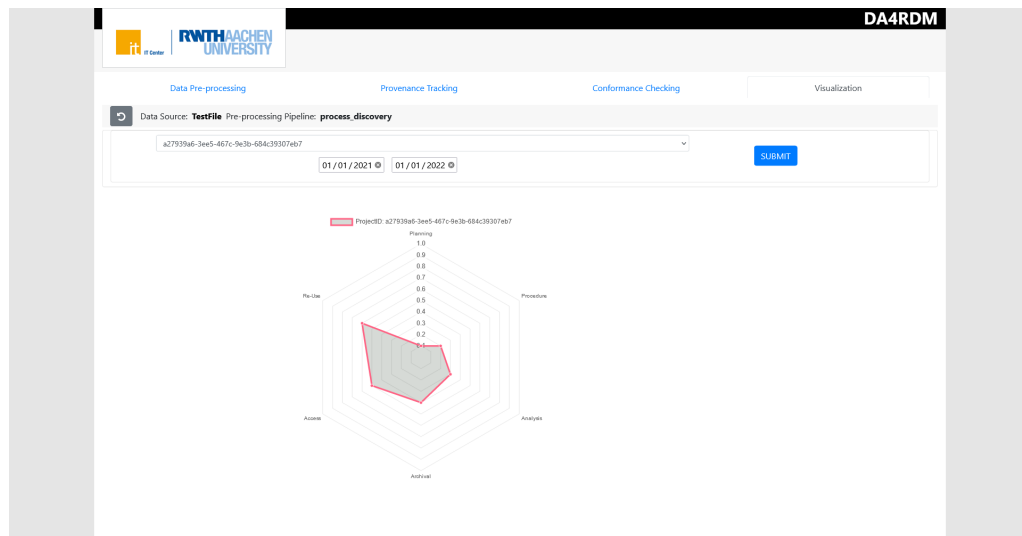 DA4RDM
it IT Center RWTHAACHEN
UNIVERSITY
Data Pre-processing Provenance Tracking Conformance Checking Visualization
Data Source: TestFile Pre-processing Pipeline: process_discovery
a27939a6-3ee5-467c-9e3b-684c39307eb7
01/01/2021 01/01/2022 SUBMIT
ProjectID: a27939a6-3ee5-467c-9e3b-684c39307eb7
Planning
1.0
0.9
0.8
0.7
0.6
Re-Use Procedure
0.5
0.4
0.3
0.2
0.1
Access Analysis
Archival